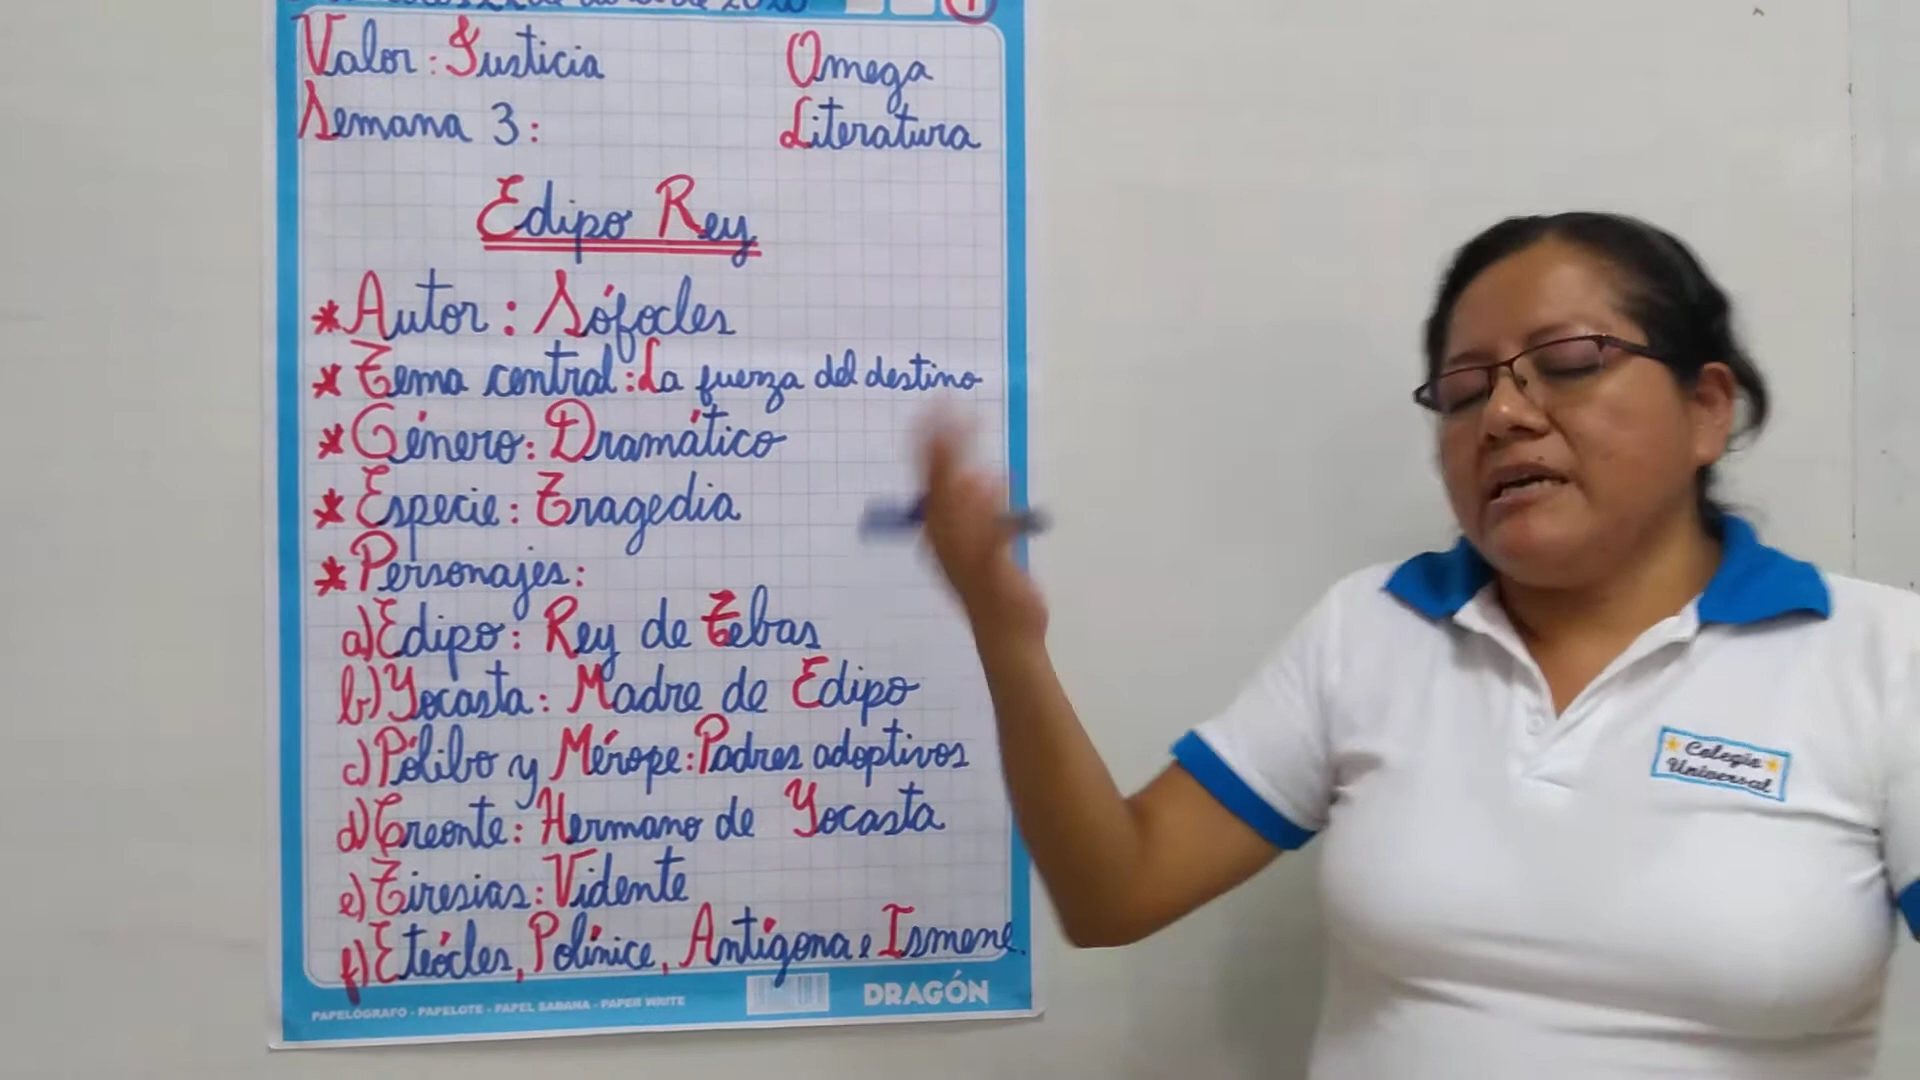 Valor: Justicia
Omega
Semana 3:
Literatura
Edipo Rey
* Autor: Sófocles
* Tema central: La fuerza del destino
* Género: Dramático
* Especie: Tragedia
* Personajes:
a) Edipo: Rey de Tebas
b) Yocasta: Madre de Edipo
c) Pólibo y Mérope: Padres adoptivos
d) Creonte: Hermano de Yocasta
e) Tiresias: Vidente
f) Eteócles, Polínice, Antígona e Ismene.
PAPELÓGRAFO - PAPELOTE - PAPEL SABANA - PAPER WRITE
DRAGÓN
Colegio
Universal